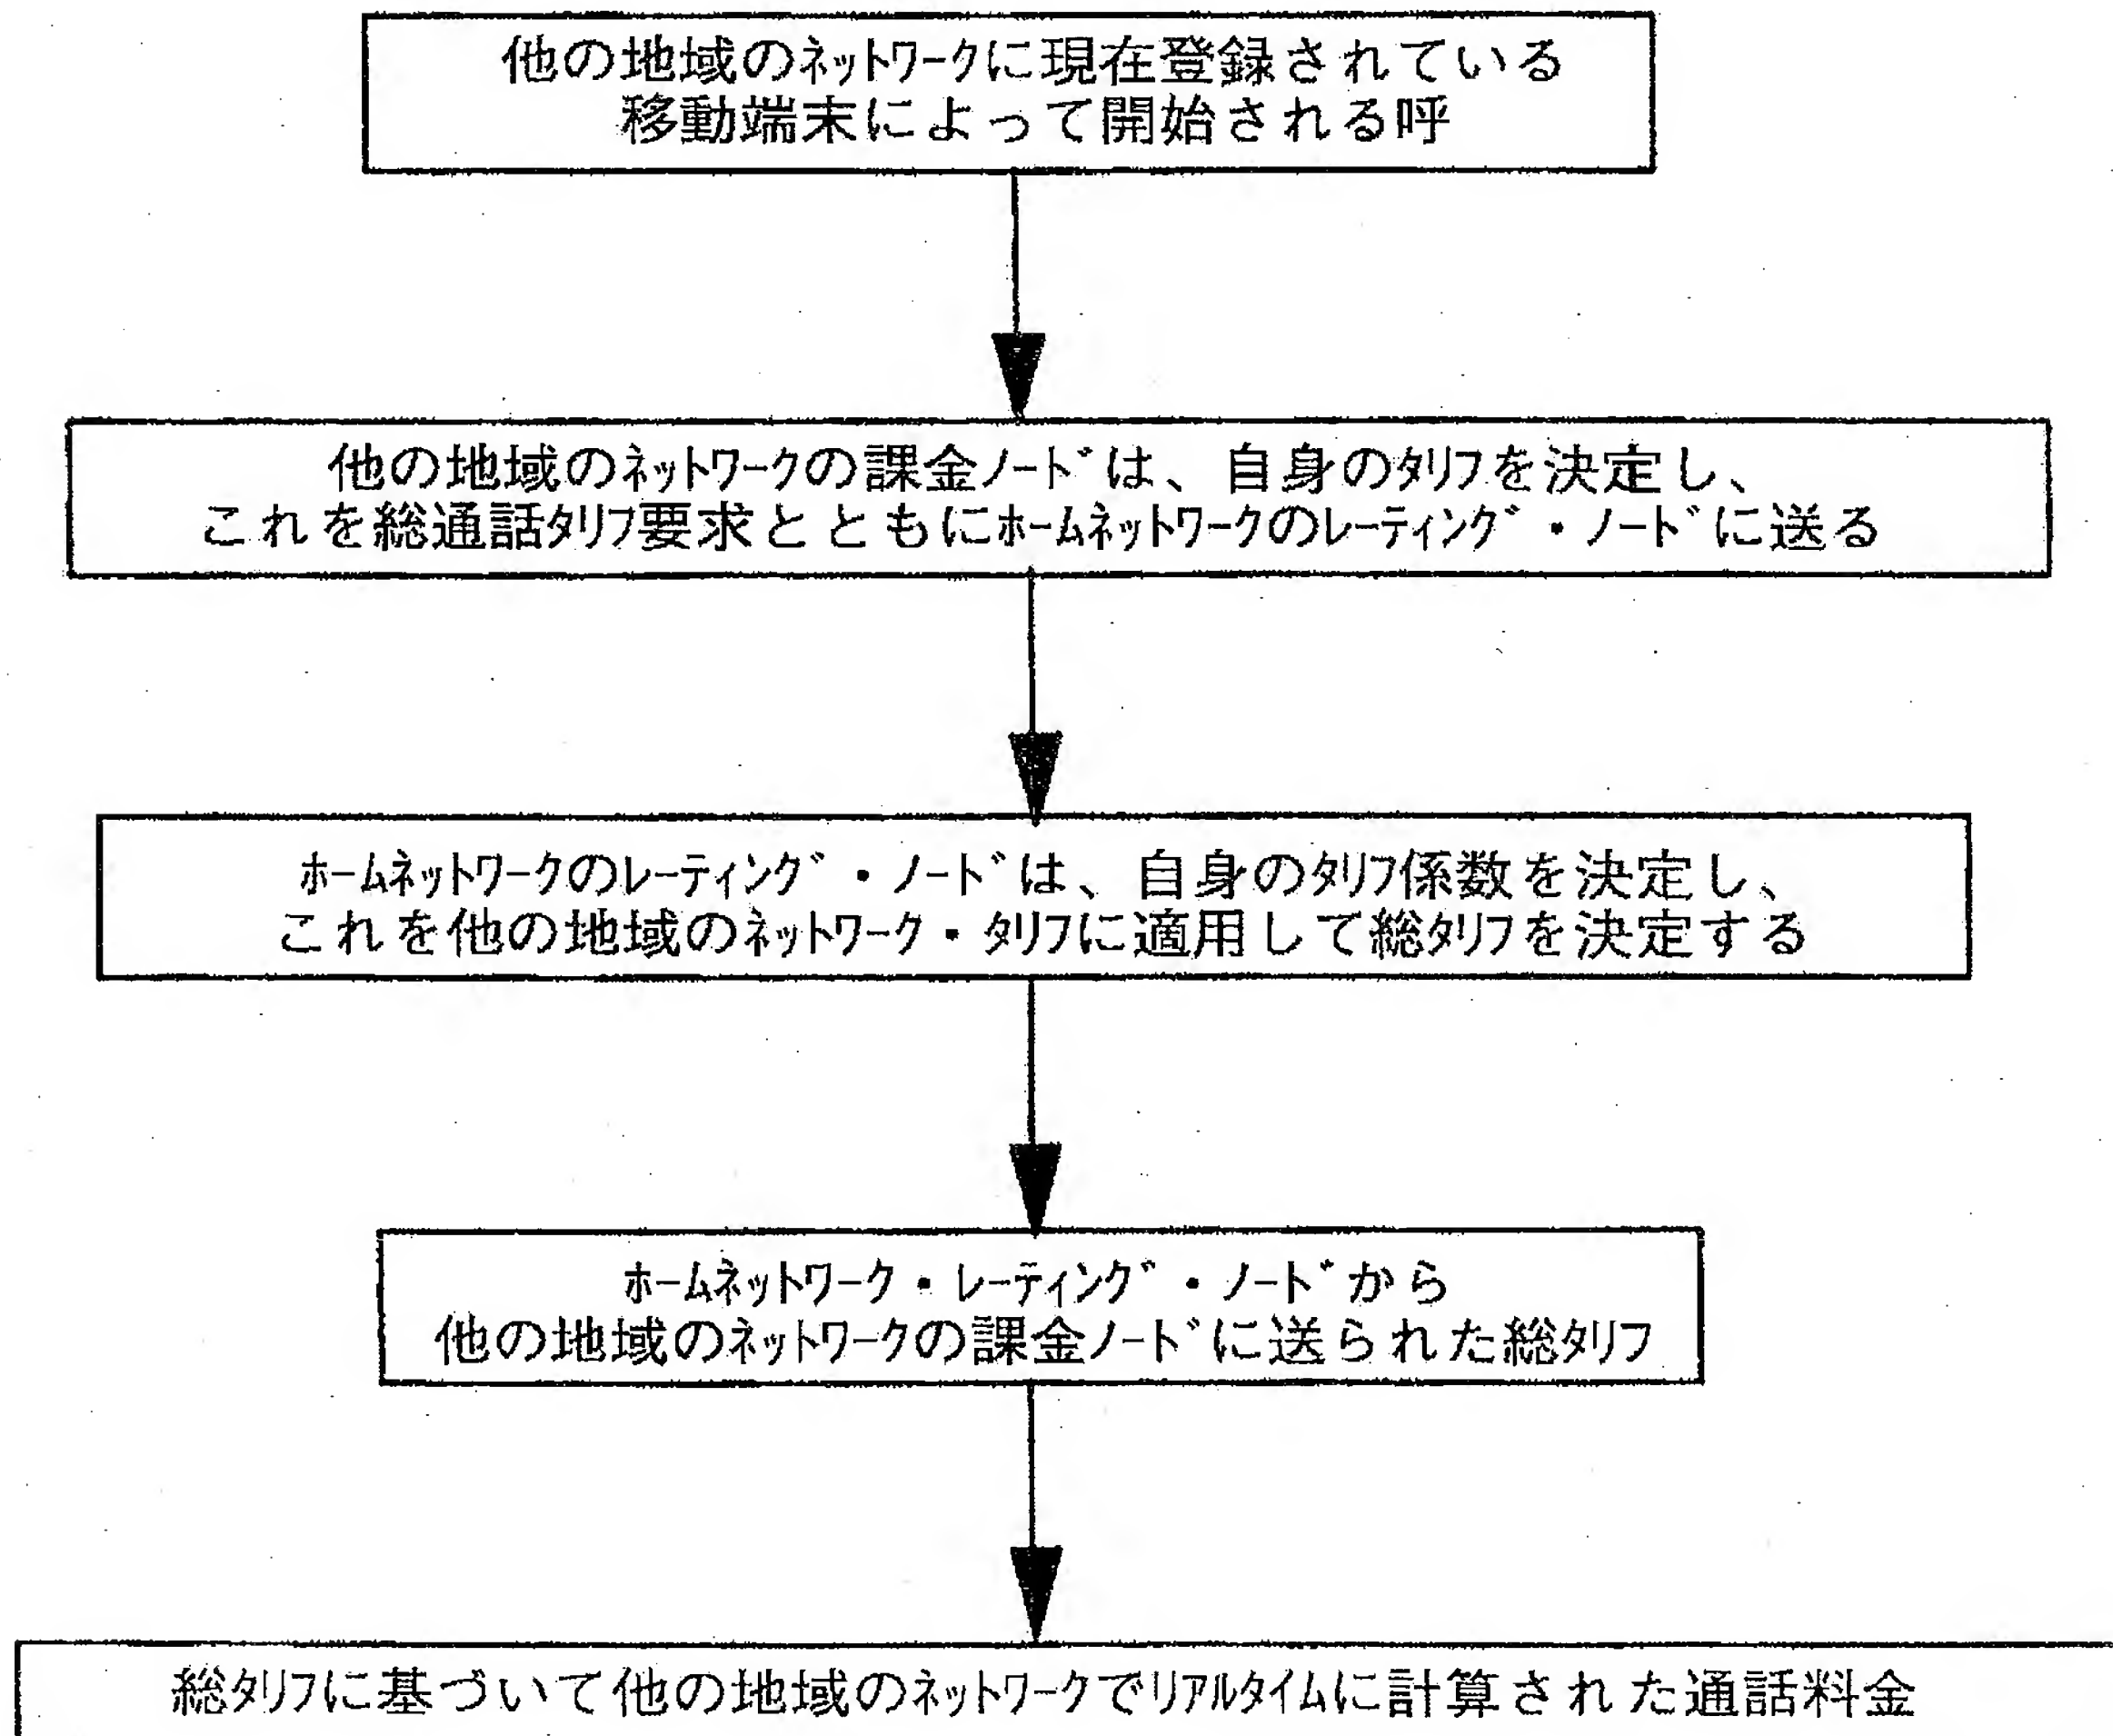 他の地域のﾈｯﾄﾜｰｸに現在登録されている
移動端末によって開始される呼
他の地域のﾈｯﾄﾜｰｸの課金ﾉｰﾄﾞは、自身のﾀﾘﾌを決定し、
これを総通話ﾀﾘﾌ要求とともにﾎｰﾑﾈｯﾄﾜｰｸのﾚｰﾃｨﾝｸﾞ・ﾉｰﾄﾞに送る
ﾎｰﾑﾈｯﾄﾜｰｸのﾚｰﾃｨﾝｸﾞ・ﾉｰﾄﾞは、自身のﾀﾘﾌ係数を決定し、
これを他の地域のﾈｯﾄﾜｰｸ・ﾀﾘﾌに適用して総ﾀﾘﾌを決定する
ﾎｰﾑﾈｯﾄﾜｰｸ・ﾚｰﾃｨﾝｸﾞ・ﾉｰﾄﾞから
他の地域のﾈｯﾄﾜｰｸの課金ﾉｰﾄﾞに送られた総ﾀﾘﾌ
総ﾀﾘﾌに基づいて他の地域のﾈｯﾄﾜｰｸでﾘｱﾙﾀｲﾑに計算された通話料金